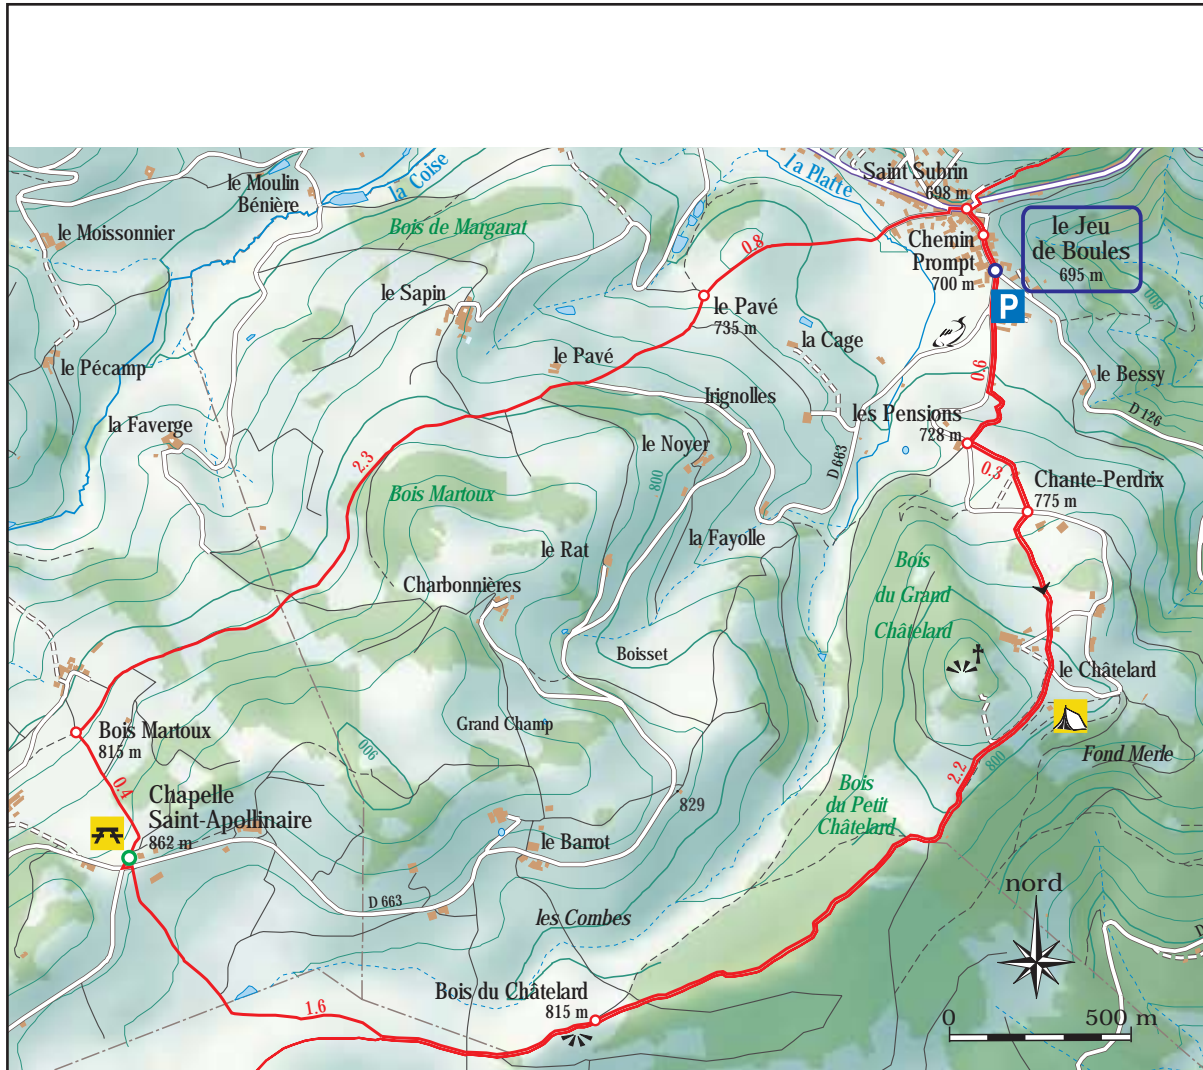 Saint Subrin
698 m
la Platte
la Coise
le Moulin
Bénière
le Moissonnier
Bois de Margarat
0.8
Chemin
Prompt
700 m
le Jeu
de Boules
695 m
P
600
le Sapin
le Pavé
735 m
la Cage
le Pavé
le Pécamp
0.6
le Bessy
D 126
Irignolles
les Pensions
728 m
la Faverge
le Noyer
D 663
2.3
800
0.3
Chante-Perdrix
775 m
Bois Martoux
la Fayolle
le Rat
Bois
du Grand
Châtelard
Charbonnières
Boisset
le Châtelard
Bois Martoux
815 m
Grand Champ
900
Fond Merle
2.2
800
0.4
Chapelle
Saint-Apollinaire
862 m
829
Bois
du Petit
Châtelard
le Barrot
D 663
les Combes
nord
D
Bois du Châtelard
815 m
1.6
0 500 m